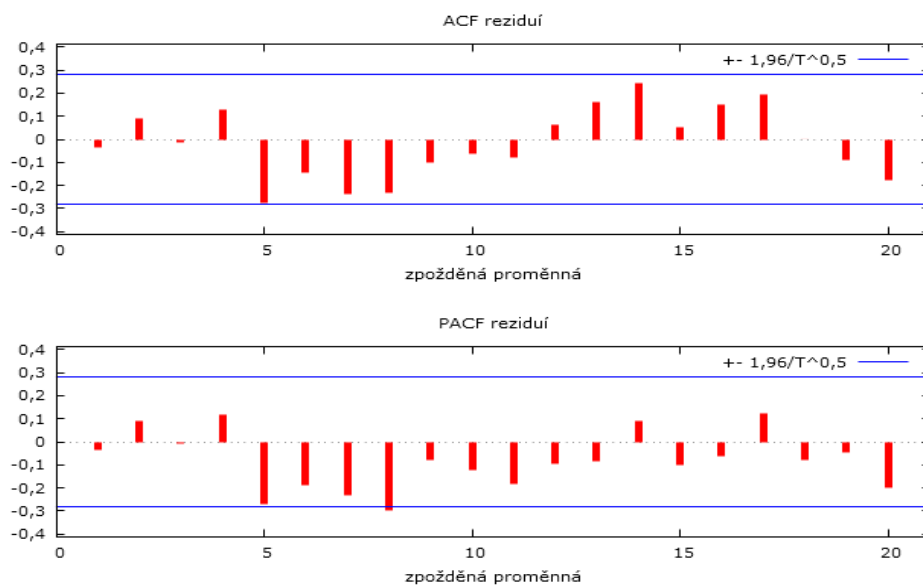 ACF reziduí
+- 1,96/T^0,5
0,4
0,3
0,2
0,1
0
-0,1
-0,2
-0,3
-0,4
0 5 10 15 20
zpožděná proměnná
PACF reziduí
+- 1,96/T^0,5
0,4
0,3
0,2
0,1
0
-0,1
-0,2
-0,3
-0,4
0 5 10 15 20
zpožděná proměnná